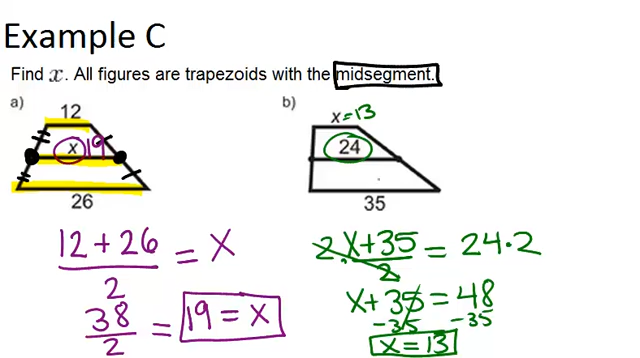 Example C
Find x. All figures are trapezoids with the midsegment.
a)
12
x 19
26
12 + 26 = x
2
38 = 19 = x
2
b)
x = 13
24
35
2 · x + 35 = 24 · 2
2
x + 35 = 48
-35 -35
x = 13